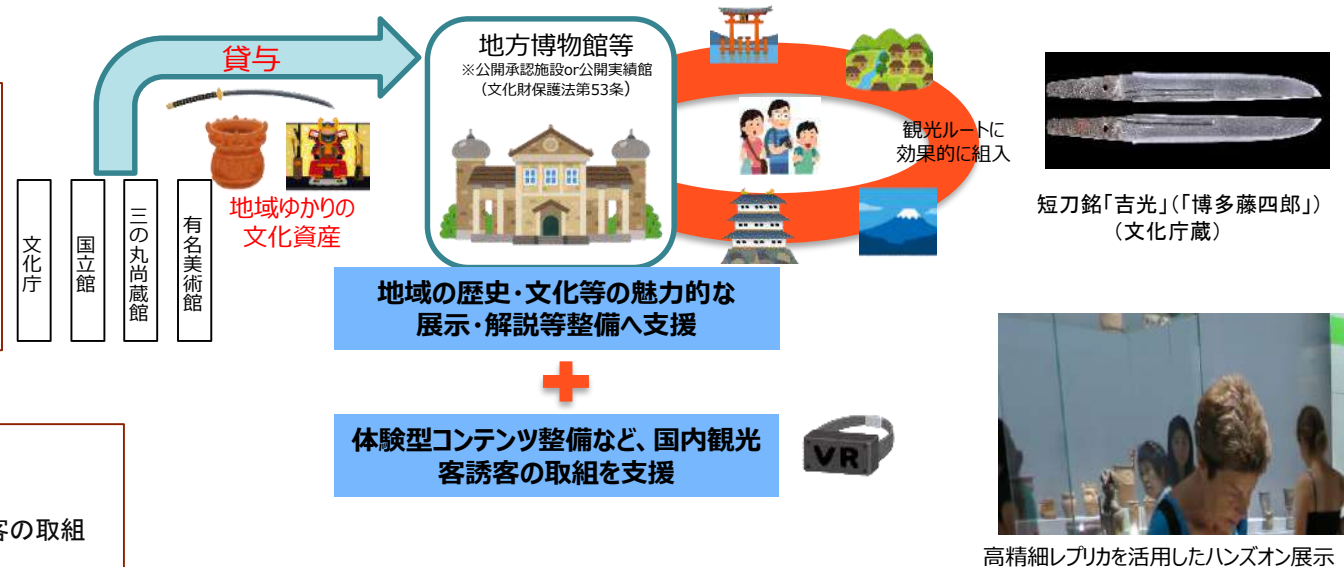 貸与
地域ゆかりの
文化資産
文化庁
国立館
三の丸尚蔵館
有名美術館
地方博物館等
※公開承認施設or公開実績館
（文化財保護法第53条）
観光ルートに
効果的に組入
短刀銘「吉光」（「博多藤四郎」）
（文化庁蔵）
地域の歴史・文化等の魅力的な
展示・解説等整備へ支援
体験型コンテンツ整備など、国内観光
客誘客の取組を支援
VR
客の取組
高精細レプリカを活用したハンズオン展示